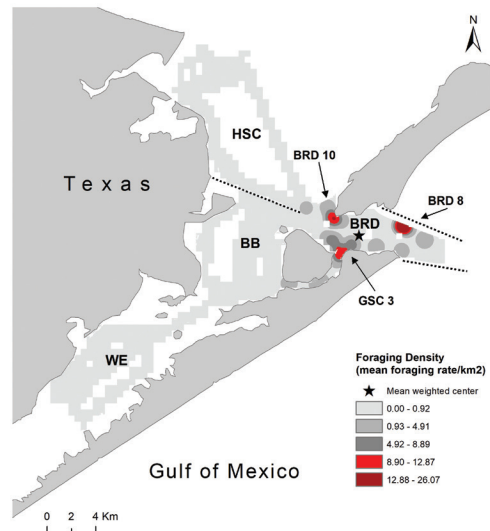 N
HSC
BRD 10
Texas
BRD
BRD 8
BB
GSC 3
WE
Foraging Density
(mean foraging rate/km2)
Mean weighted center
0.00 - 0.92
0.93 - 4.91
4.92 - 8.89
8.90 - 12.87
12.88 - 26.07
Gulf of Mexico
0 2 4 Km